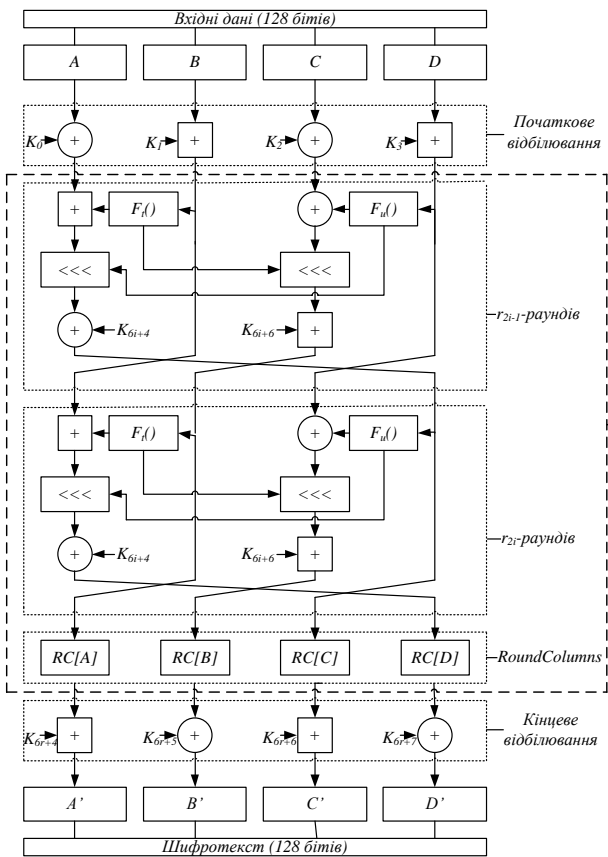 Вхідні дані (128 бітів)
A B C D
K0 + K1 + K2 + K3 +
Початкове
відбілювання
+ Ft() + Fu()
<<< <<<
+ K6i+4 K6i+6 +
r2i-1-раундів
+ Ft() + Fu()
<<< <<<
+ K6i+4 K6i+6 +
r2i-раундів
RC[A] RC[B] RC[C] RC[D]
RoundColumns
K6r+4 + K6r+5 + K6r+6 + K6r+7 +
Кінцеве
відбілювання
A’ B’ C’ D’
Шифротекст (128 бітів)